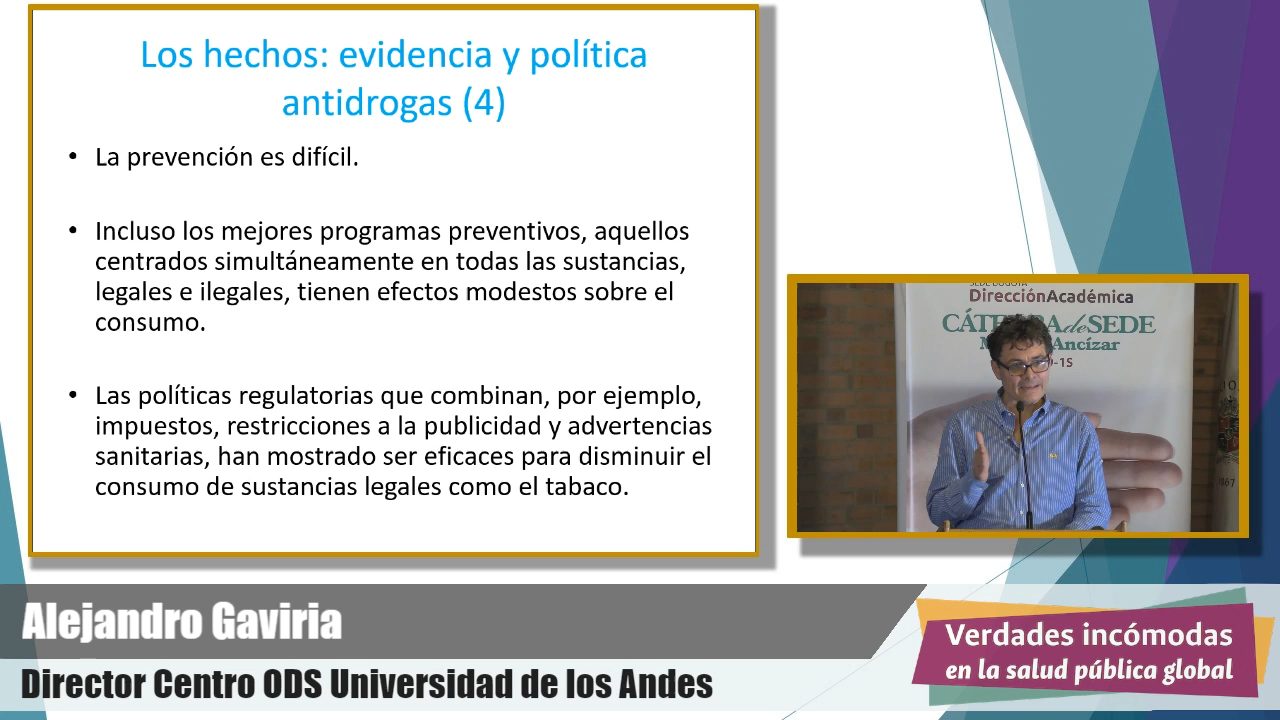 Los hechos: evidencia y política
antidrogas (4)
• La prevención es difícil.
• Incluso los mejores programas preventivos, aquellos
centrados simultáneamente en todas las sustancias,
legales e ilegales, tienen efectos modestos sobre el
consumo.
• Las políticas regulatorias que combinan, por ejemplo,
impuestos, restricciones a la publicidad y advertencias
sanitarias, han mostrado ser eficaces para disminuir el
consumo de sustancias legales como el tabaco.
DirecciónAcadémica
deSEDE
Ancízar
Alejandro Gaviria
Director Centro ODS Universidad de los Andes
Verdades incómodas
en la salud pública global